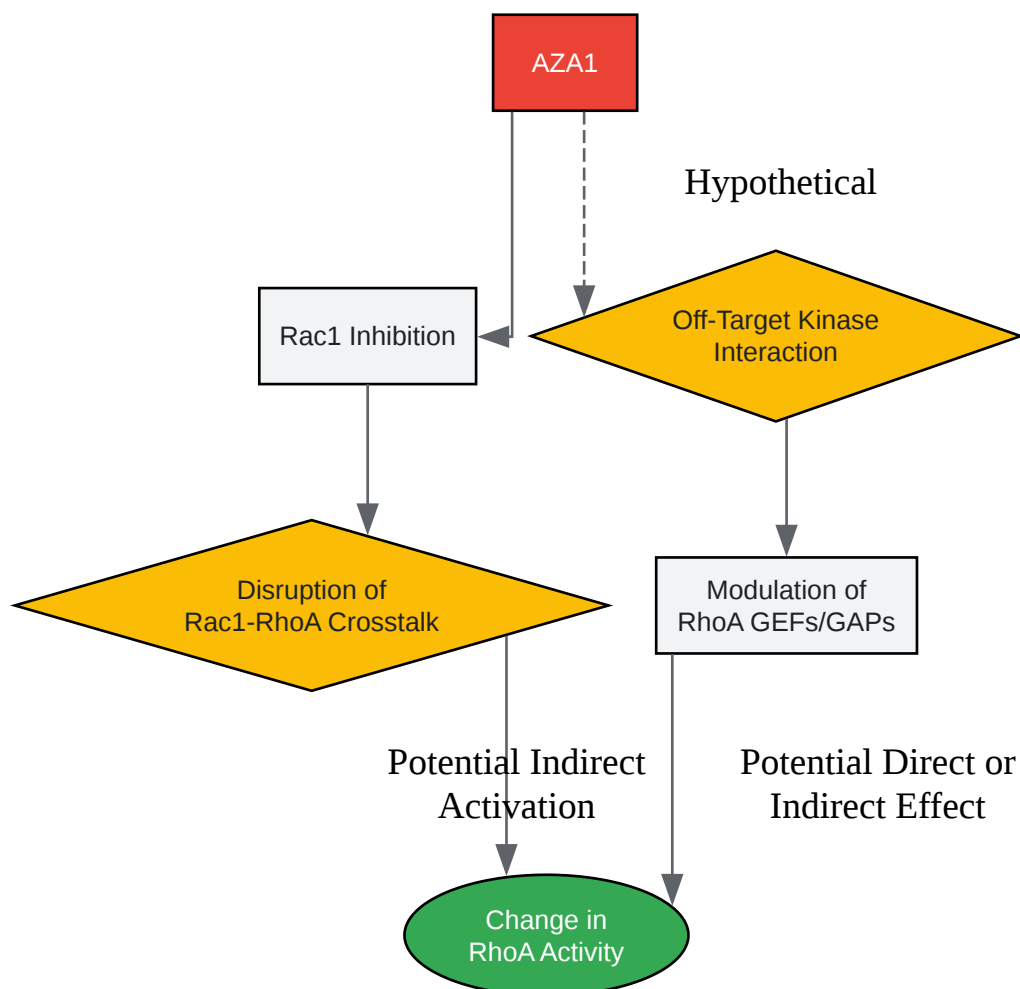 AZA1
Hypothetical
Rac1 Inhibition
Off-Target Kinase
Interaction
Disruption of
Rac1-RhoA Crosstalk
Modulation of
RhoA GEFs/GAPs
Potential Indirect
Activation
Potential Direct or
Indirect Effect
Change in
RhoA Activity